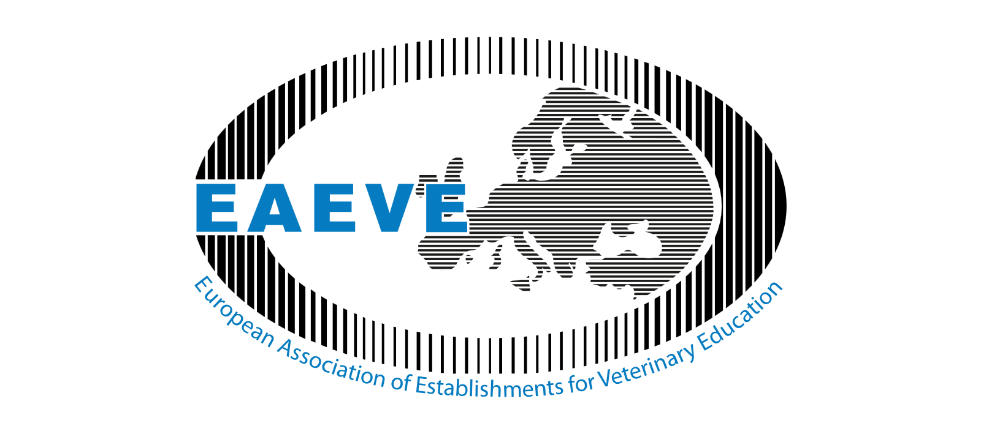 EAEVE
European Association of Establishments for Veterinary Education